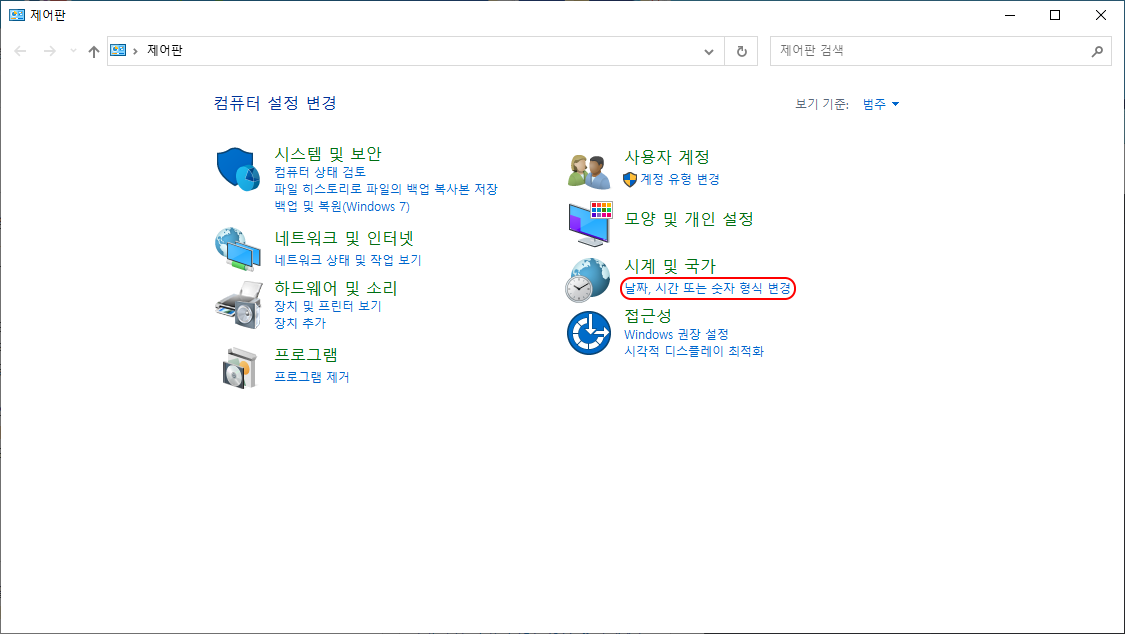 제어판
제어판
제어판 검색
컴퓨터 설정 변경
보기 기준: 범주
시스템 및 보안
컴퓨터 상태 검토
파일 히스토리로 파일의 백업 복사본 저장
백업 및 복원(Windows 7)
네트워크 및 인터넷
네트워크 상태 및 작업 보기
하드웨어 및 소리
장치 및 프린터 보기
장치 추가
프로그램
프로그램 제거
사용자 계정
계정 유형 변경
모양 및 개인 설정
시계 및 국가
날짜, 시간 또는 숫자 형식 변경
접근성
Windows 권장 설정
시각적 디스플레이 최적화